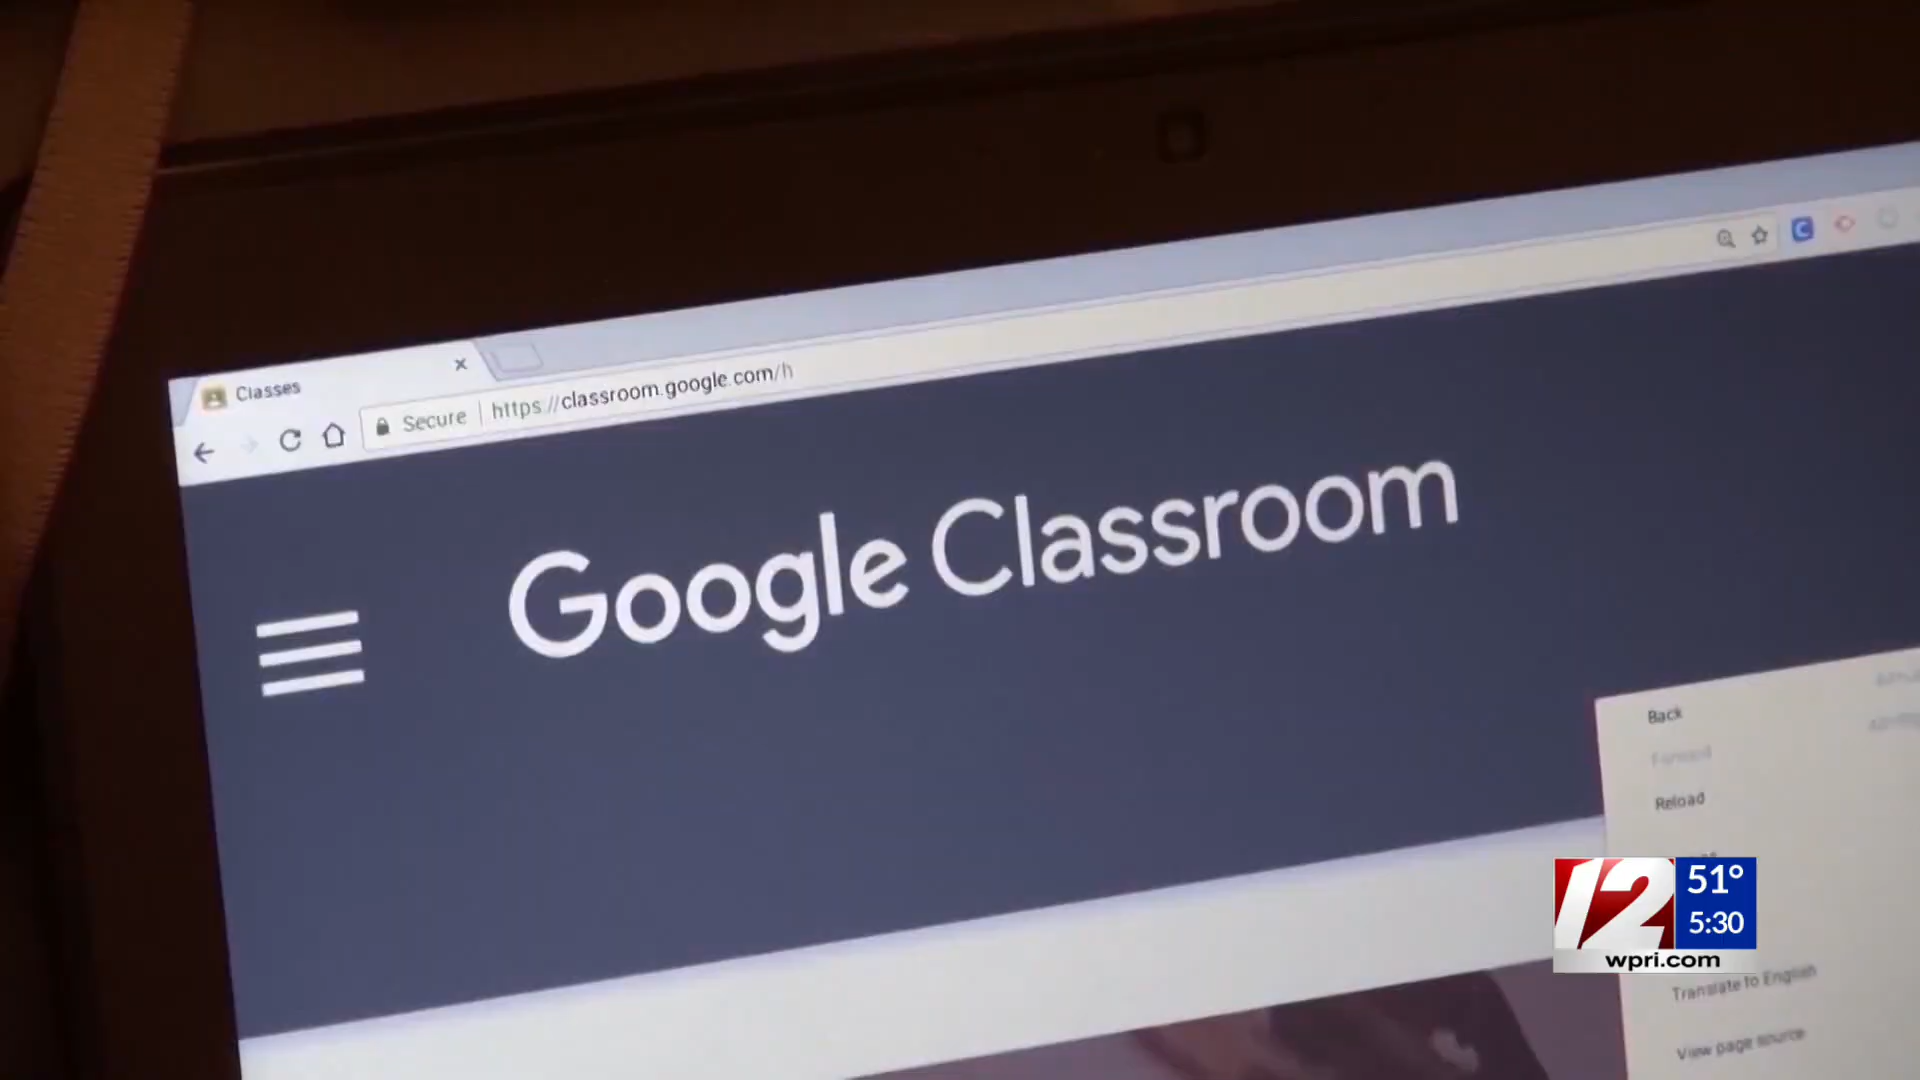 Classes
Secure
https://classroom.google.com/h
Google Classroom
Back
Forward
Reload
Translate to English
View page source
12
51°
5:30
wpri.com